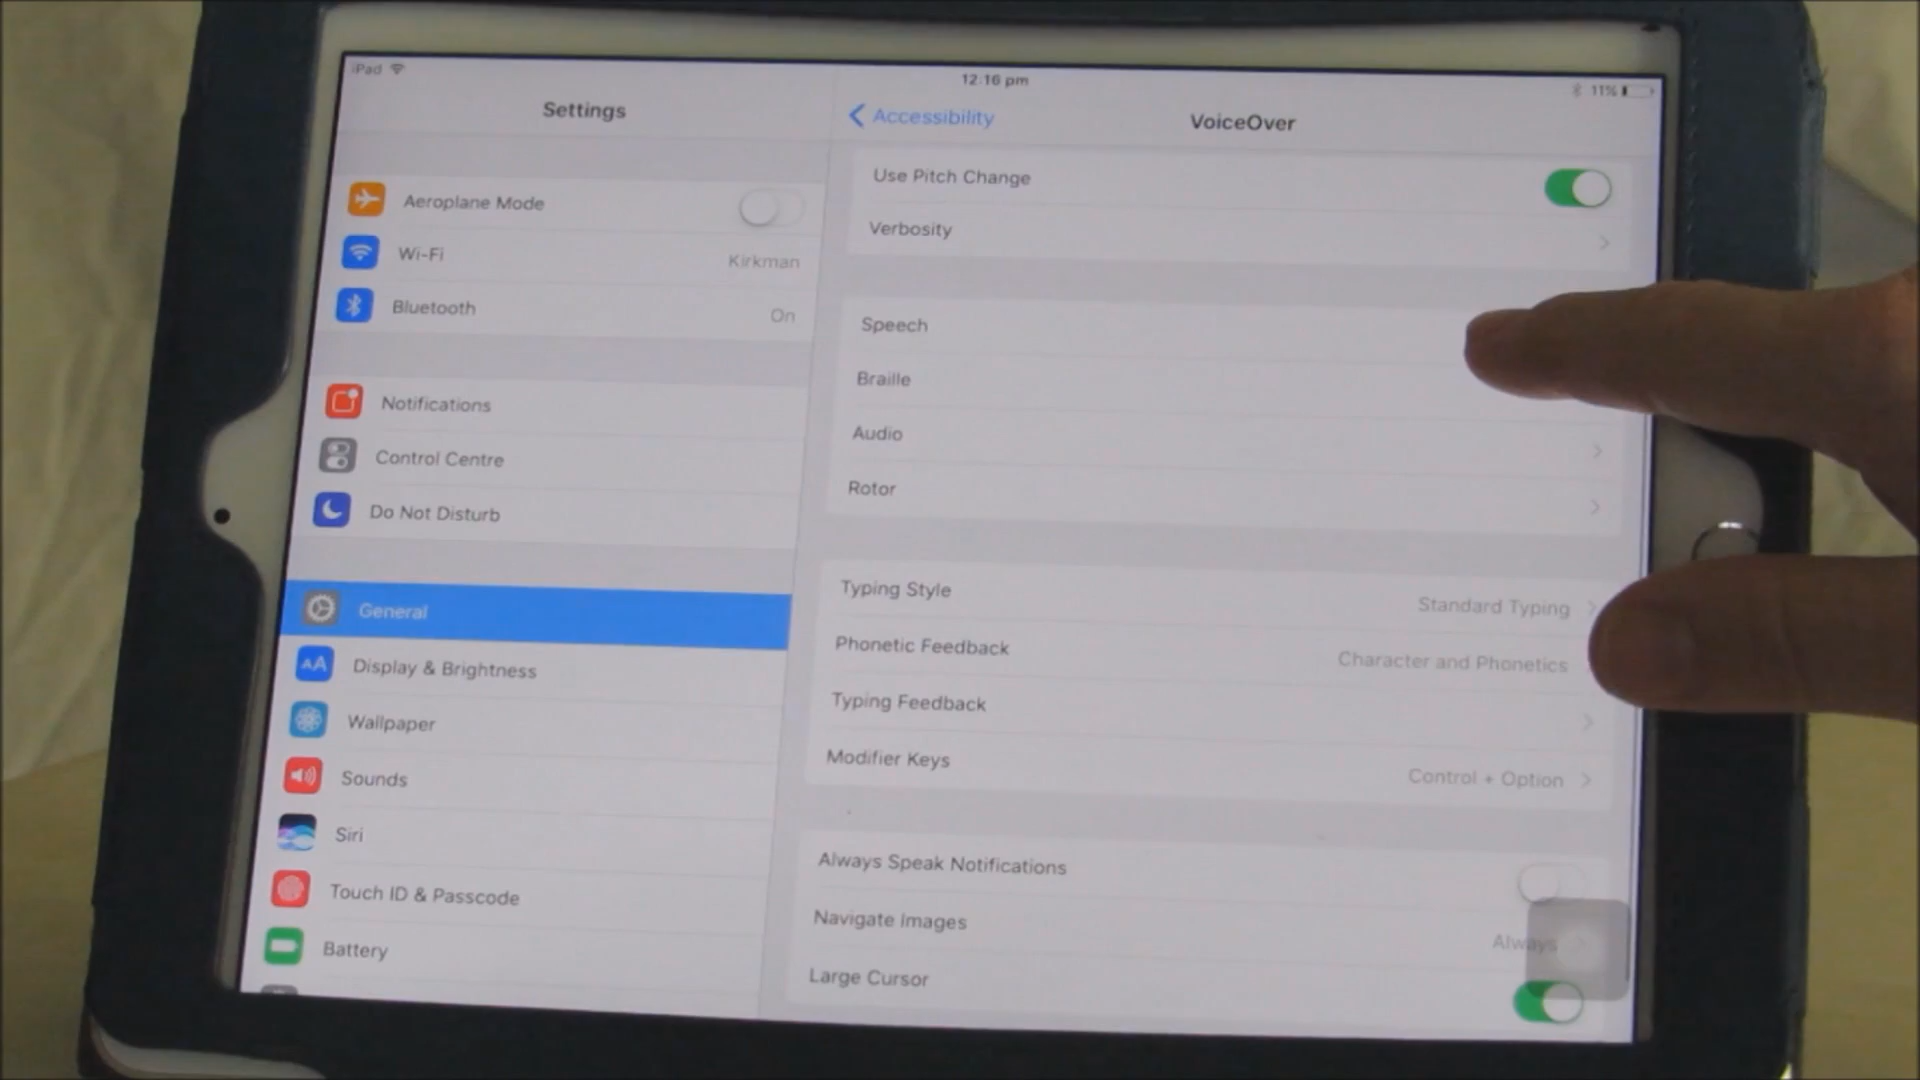 iPad
12:16 pm
11%
Settings
Accessibility
VoiceOver
Aeroplane Mode
Wi-Fi
Kirkman
Bluetooth
On
Notifications
Control Centre
Do Not Disturb
General
AA
Display & Brightness
Wallpaper
Sounds
Siri
Touch ID & Passcode
Battery
Use Pitch Change
Verbosity
Speech
Braille
Audio
Rotor
Typing Style
Standard Typing
Phonetic Feedback
Character and Phonetics
Typing Feedback
Modifier Keys
Control + Option
Always Speak Notifications
Navigate Images
Always
Large Cursor